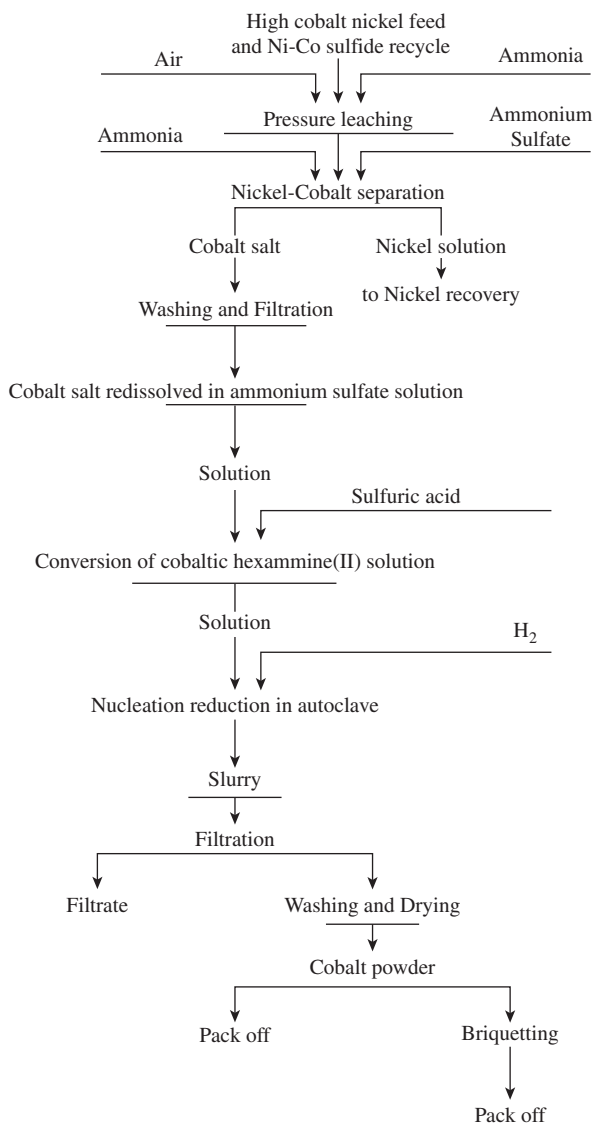 High cobalt nickel feed
and Ni-Co sulfide recycle
Air
Ammonia
Pressure leaching
Ammonia
Ammonium
Sulfate
Nickel-Cobalt separation
Cobalt salt
Nickel solution
to Nickel recovery
Washing and Filtration
Cobalt salt redissolved in ammonium sulfate solution
Solution
Sulfuric acid
Conversion of cobaltic hexammine(II) solution
Solution
H₂
Nucleation reduction in autoclave
Slurry
Filtration
Filtrate
Washing and Drying
Cobalt powder
Pack off
Briquetting
Pack off